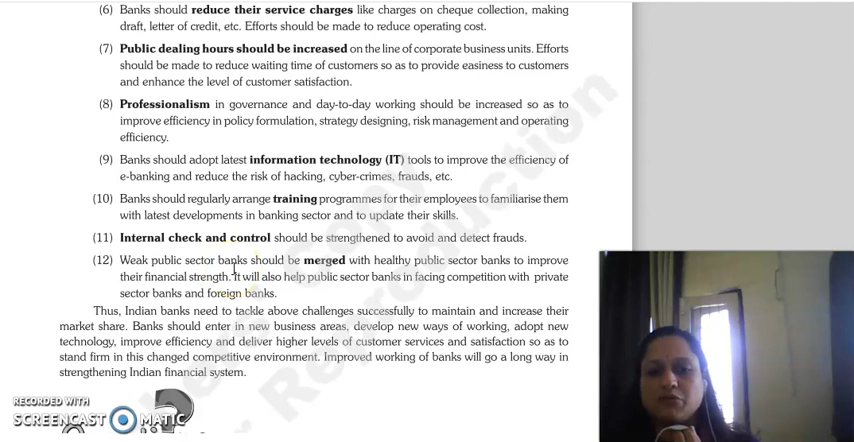 (6) Banks should reduce their service charges like charges on cheque collection, making
draft, letter of credit, etc. Efforts should be made to reduce operating cost.
(7) Public dealing hours should be increased on the line of corporate business units. Efforts
should be made to reduce waiting time of customers so as to provide easiness to customers
and enhance the level of customer satisfaction.
(8) Professionalism in governance and day-to-day working should be increased so as to
improve efficiency in policy formulation, strategy designing, risk management and operating
efficiency.
(9) Banks should adopt latest information technology (IT) tools to improve the efficiency of
e-banking and reduce the risk of hacking, cyber-crimes, frauds, etc.
(10) Banks should regularly arrange training programmes for their employees to familiarise them
with latest developments in banking sector and to update their skills.
(11) Internal check and control should be strengthened to avoid and detect frauds.
(12) Weak public sector banks should be merged with healthy public sector banks to improve
their financial strength. It will also help public sector banks in facing competition with private
sector banks and foreign banks.
Thus, Indian banks need to tackle above challenges successfully to maintain and increase their
market share. Banks should enter in new business areas, develop new ways of working, adopt new
technology, improve efficiency and deliver higher levels of customer services and satisfaction so as to
stand firm in this changed competitive environment. Improved working of banks will go a long way in
strengthening Indian financial system.
RECORDED WITH
SCREENCAST MATIC